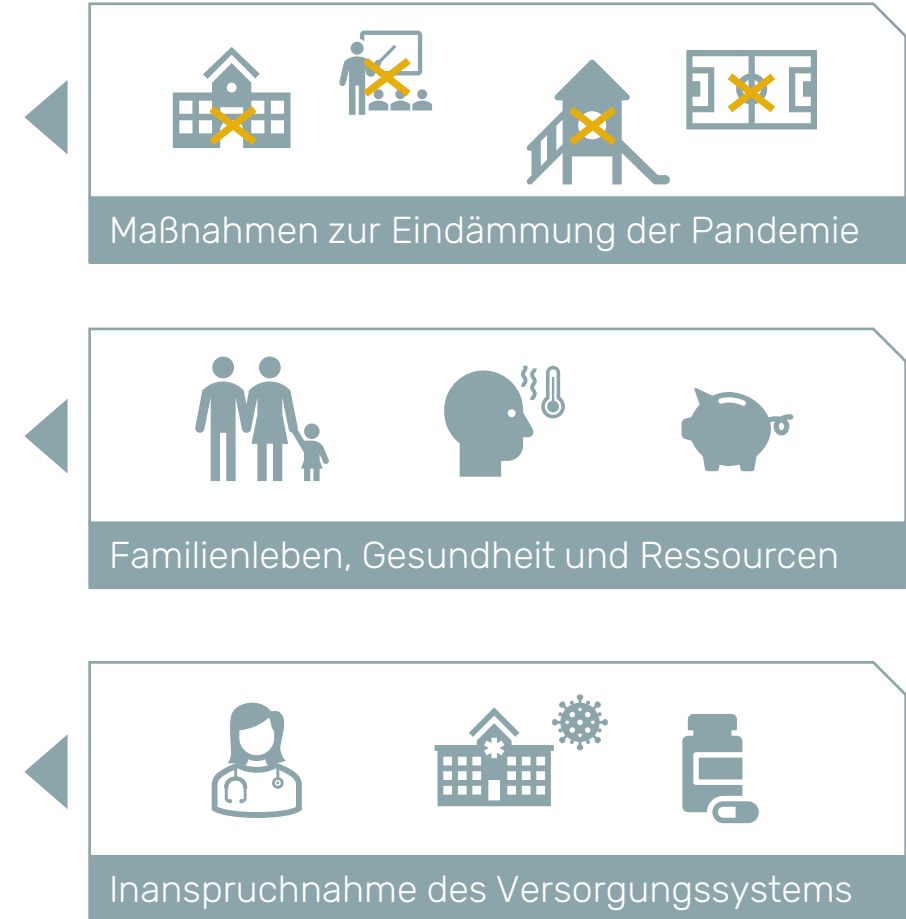 Maßnahmen zur Eindämmung der Pandemie
Familienleben, Gesundheit und Ressourcen
Inanspruchnahme des Versorgungssystems